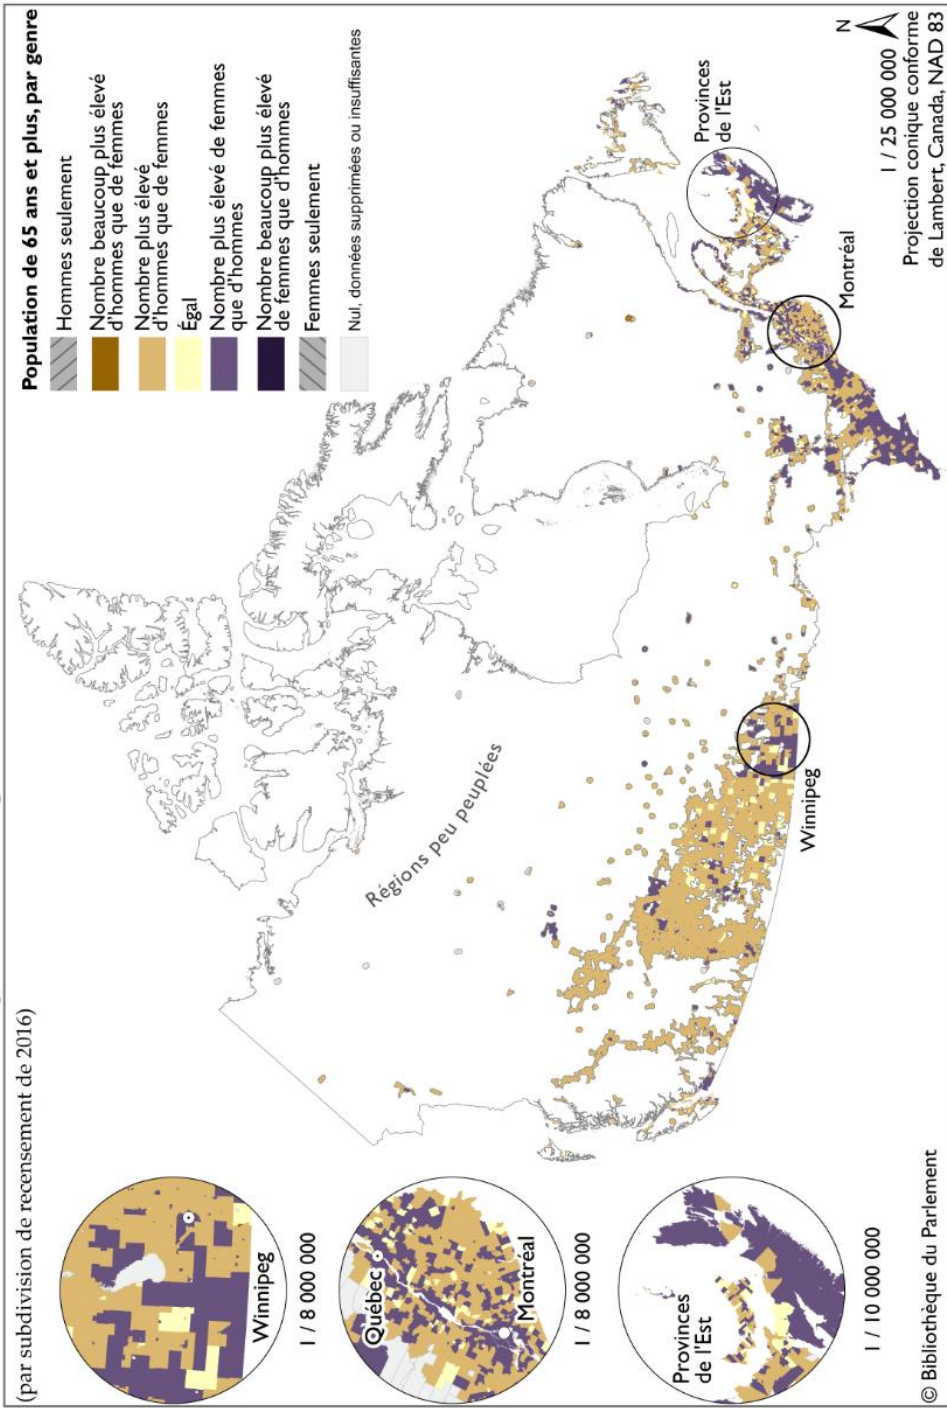 (par subdivision de recensement de 2016)
Population de 65 ans et plus, par genre
Hommes seulement
Nombre beaucoup plus élevé
d'hommes que de femmes
Nombre plus élevé
d'hommes que de femmes
Égal
Nombre plus élevé de femmes
que d'hommes
Nombre beaucoup plus élevé
de femmes que d'hommes
Femmes seulement
Nul, données supprimées ou insuffisantes
Régions peu peuplées
Winnipeg
Montréal
Provinces
de l'Est
Winnipeg
1 / 8 000 000
Québec
Montréal
1 / 8 000 000
Provinces
de l'Est
1 / 10 000 000
N
1 / 25 000 000
Projection conique conforme
de Lambert, Canada, NAD 83
© Bibliothèque du Parlement